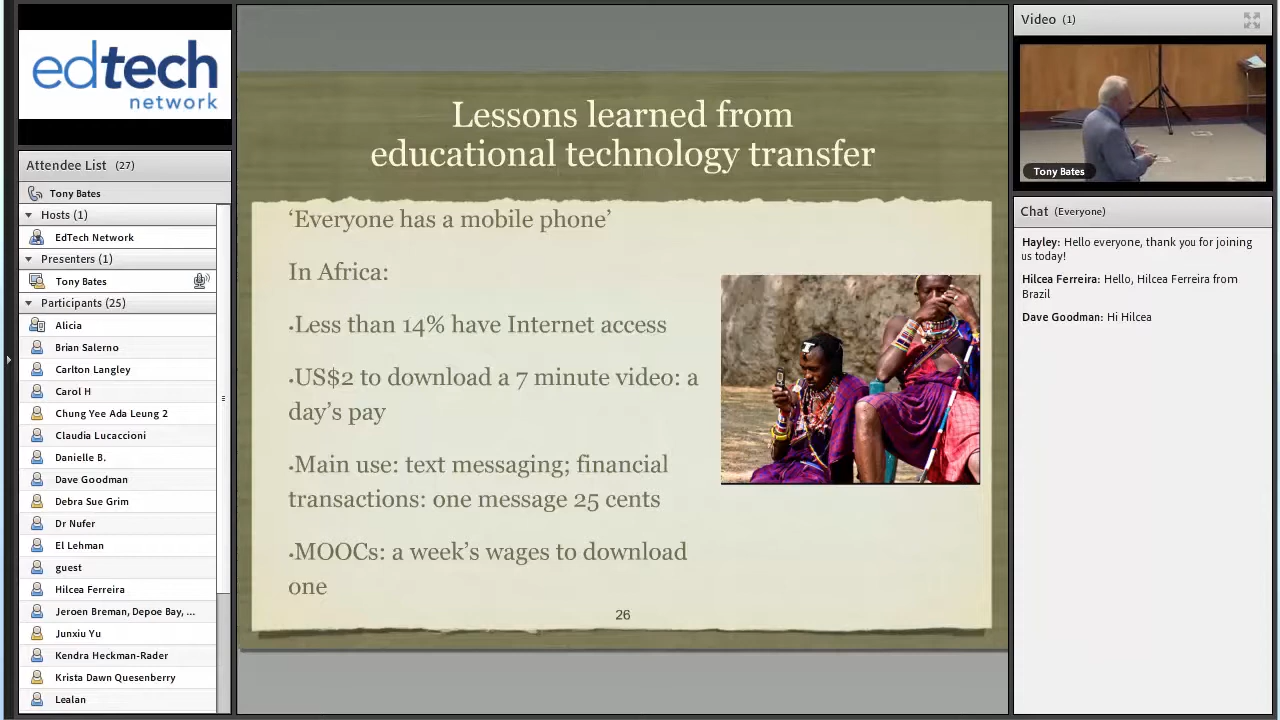 edtech
network
Attendee List (27)
Tony Bates
Hosts (1)
EdTech Network
Presenters (1)
Tony Bates
Participants (25)
Alicia
Brian Salerno
Carlton Langley
Carol H
Chung Yee Ada Leung 2
Claudia Lucaccioni
Danielle B.
Dave Goodman
Debra Sue Grim
Dr Nufer
El Lehman
guest
Hilcea Ferreira
Jeroen Breman, Depoe Bay, ...
Junxiu Yu
Kendra Heckman-Rader
Krista Dawn Quesenberry
Lealan
Lessons learned from
educational technology transfer
‘Everyone has a mobile phone’
In Africa:
•Less than 14% have Internet access
•US$2 to download a 7 minute video: a
day’s pay
•Main use: text messaging; financial
transactions: one message 25 cents
•MOOCs: a week’s wages to download
one
26
Video (1)
Tony Bates
Chat (Everyone)
Hayley: Hello everyone, thank you for joining
us today!
Hilcea Ferreira: Hello, Hilcea Ferreira from
Brazil
Dave Goodman: Hi Hilcea